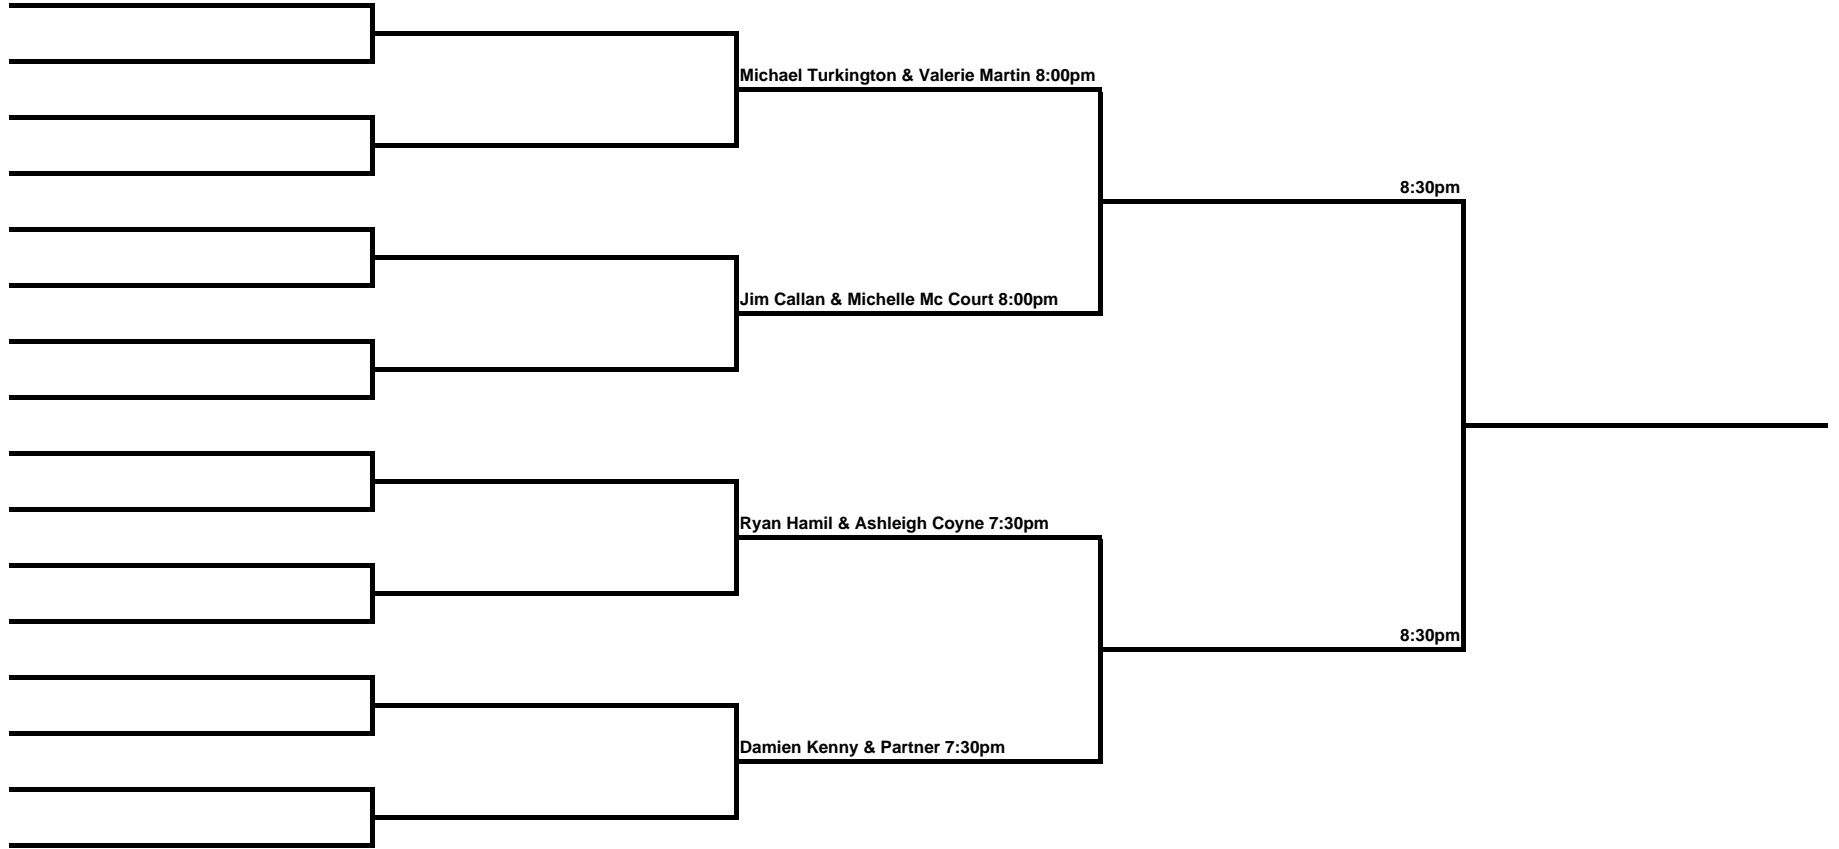 Michael Turkington & Valerie Martin 8:00pm
8:30pm
Jim Callan & Michelle Mc Court 8:00pm
Ryan Hamil & Ashleigh Coyne 7:30pm
8:30pm
Damien Kenny & Partner 7:30pm